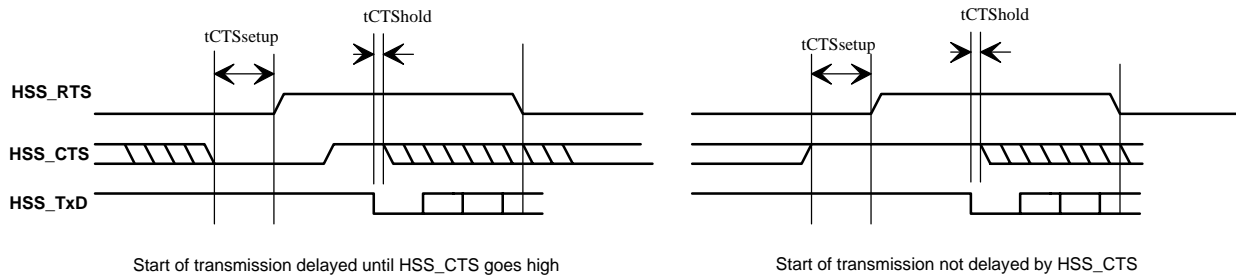 tCTShold
tCTSsetup
HSS_RTS
HSS_CTS
HSS_TxD
Start of transmission delayed until HSS_CTS goes high
tCTShold
tCTSsetup
Start of transmission not delayed by HSS_CTS